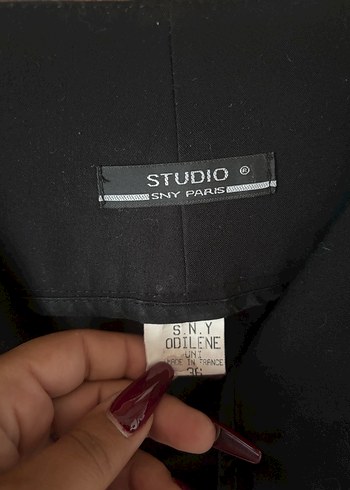 STUDIO ®
SNY PARIS
S.N.Y
ODILENE
UNI
MADE IN FRANCE
36